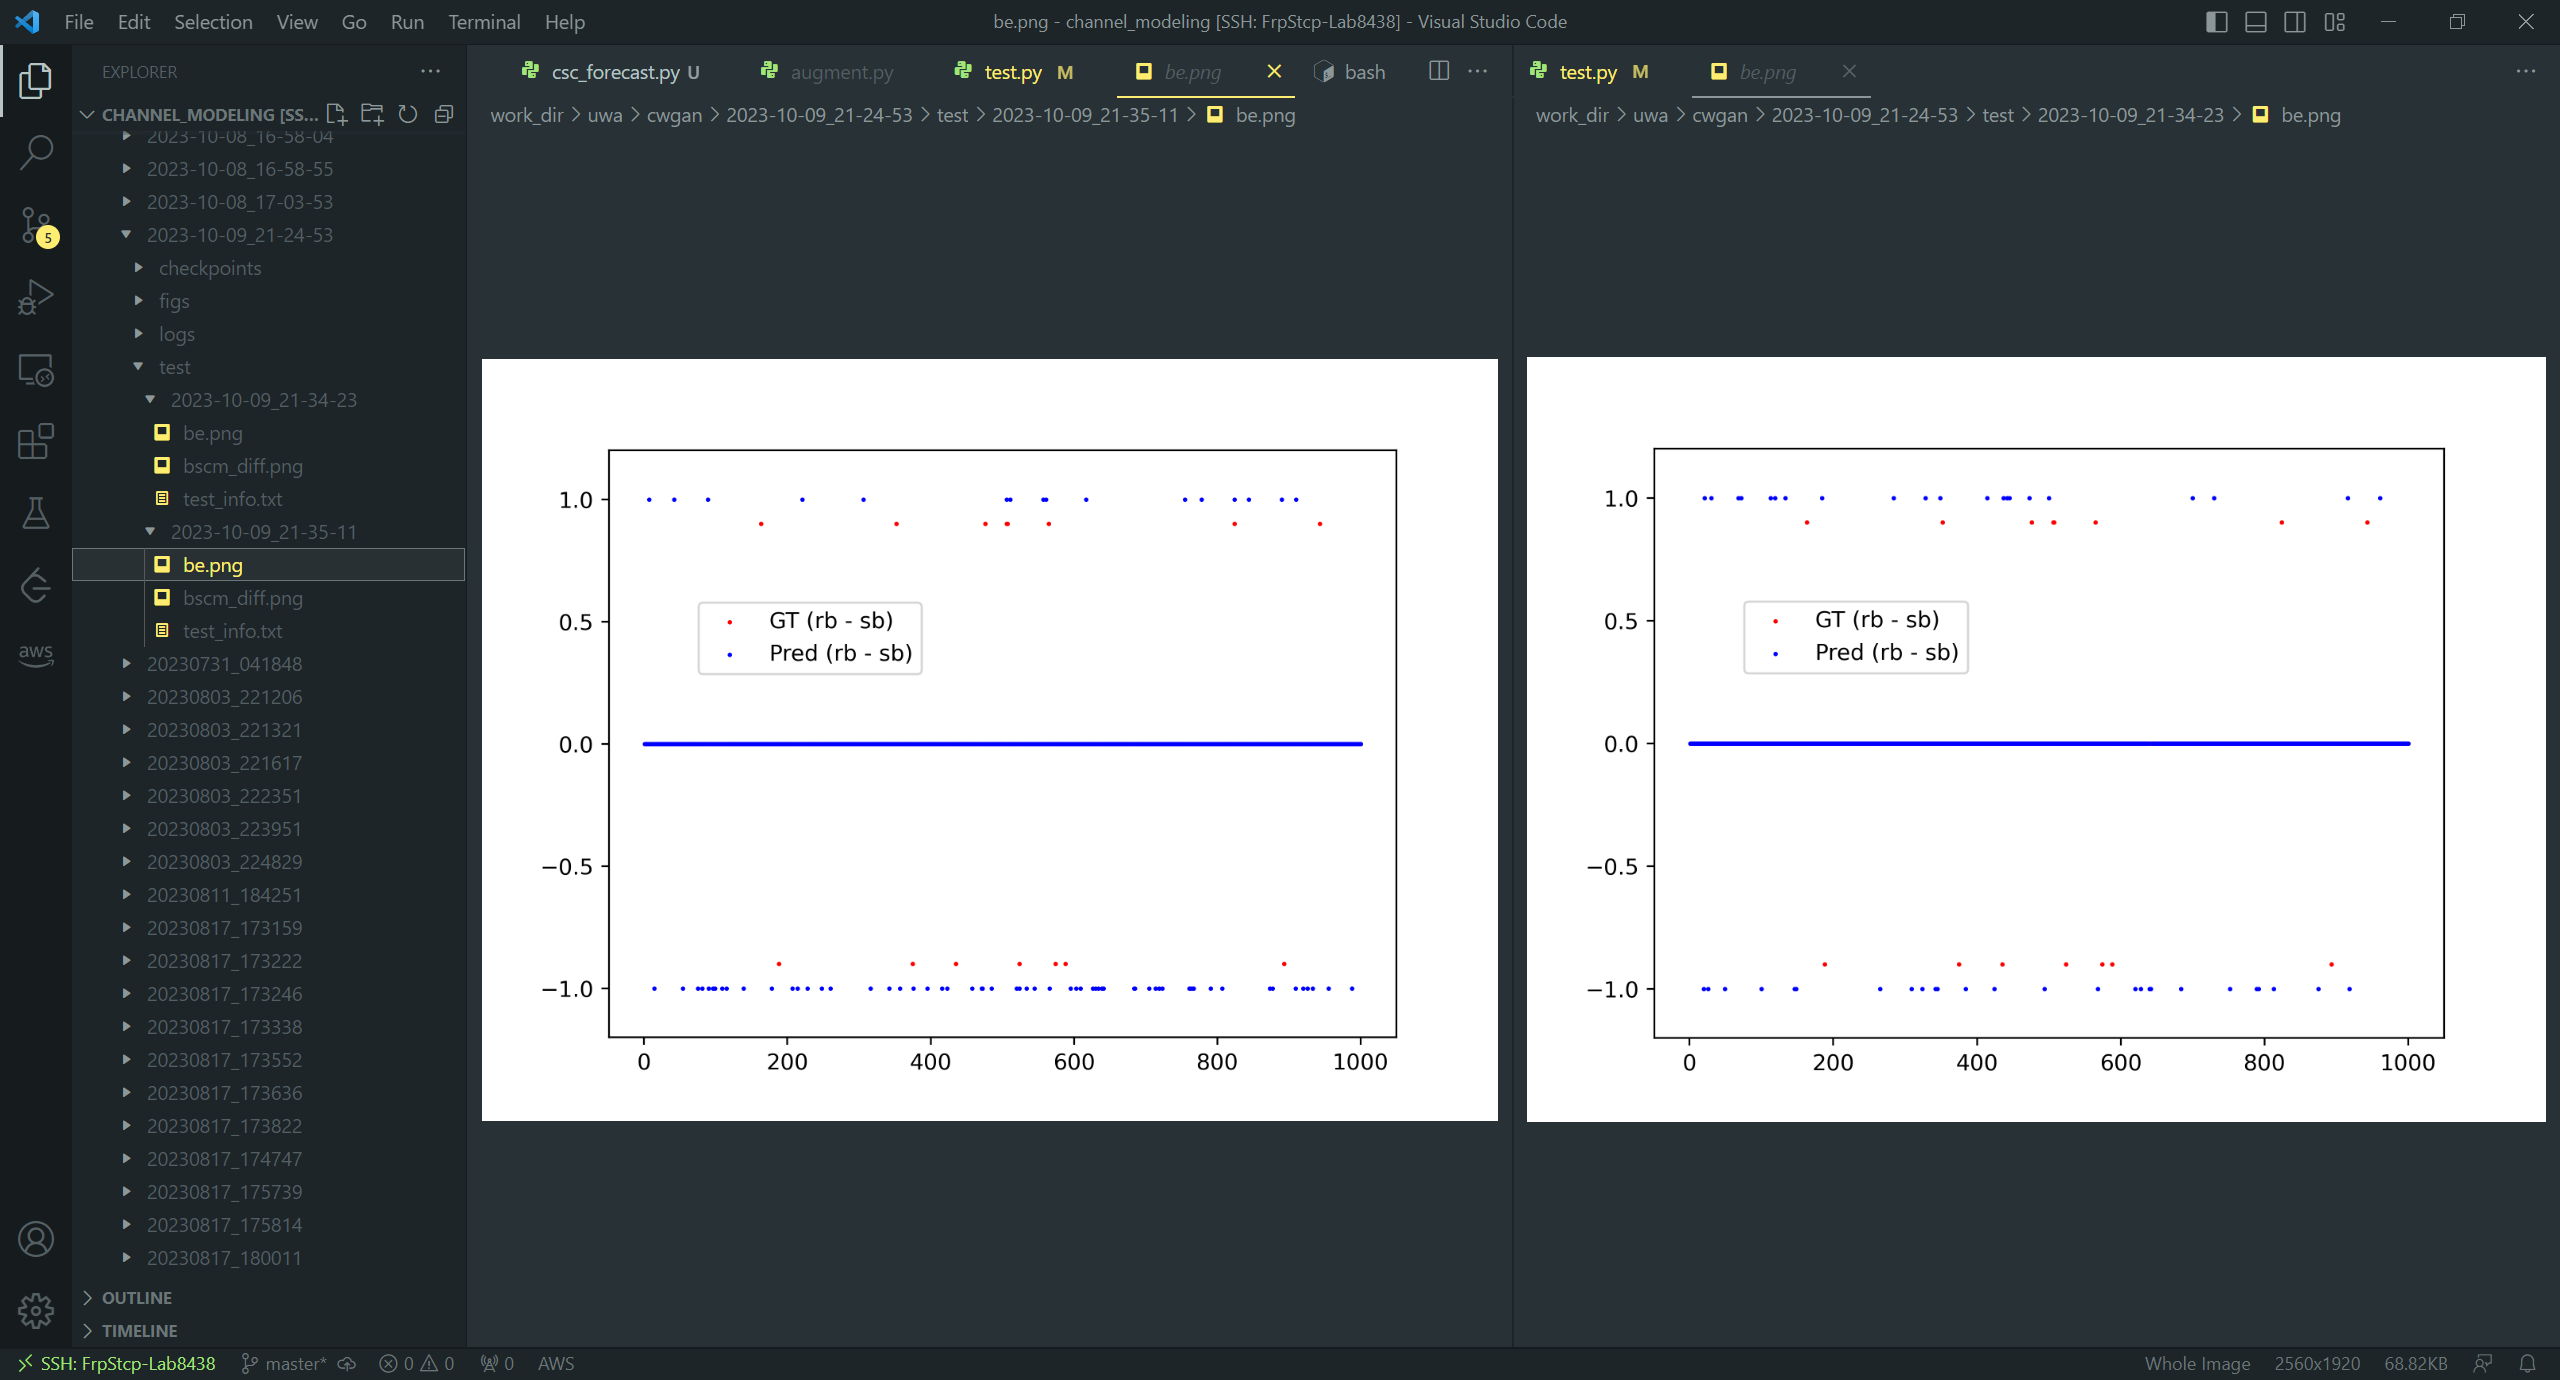 File Edit Selection View Go Run Terminal Help
be.png - channel_modeling [SSH: FrpStcp-Lab8438] - Visual Studio Code
EXPLORER
CHANNEL_MODELING [SS...
2023-10-08_16-58-04
2023-10-08_16-58-55
2023-10-08_17-03-53
2023-10-09_21-24-53
checkpoints
figs
logs
test
2023-10-09_21-34-23
be.png
bscm_diff.png
test_info.txt
2023-10-09_21-35-11
be.png
bscm_diff.png
test_info.txt
20230731_041848
20230803_221206
20230803_221321
20230803_221617
20230803_222351
20230803_223951
20230803_224829
20230811_184251
20230817_173159
20230817_173222
20230817_173246
20230817_173338
20230817_173552
20230817_173636
20230817_173822
20230817_174747
20230817_175739
20230817_175814
20230817_180011
OUTLINE
TIMELINE
5
aws
csc_forecast.py U augment.py test.py M be.png bash
work_dir > uwa > cwgan > 2023-10-09_21-24-53 > test > 2023-10-09_21-35-11 > be.png
1.0
0.5
0.0
−0.5
−1.0
GT (rb - sb)
Pred (rb - sb)
0 200 400 600 800 1000
test.py M be.png
work_dir > uwa > cwgan > 2023-10-09_21-24-53 > test > 2023-10-09_21-34-23 > be.png
1.0
0.5
0.0
−0.5
−1.0
GT (rb - sb)
Pred (rb - sb)
0 200 400 600 800 1000
SSH: FrpStcp-Lab8438 master* 0 0 0 AWS Whole Image 2560x1920 68.82KB